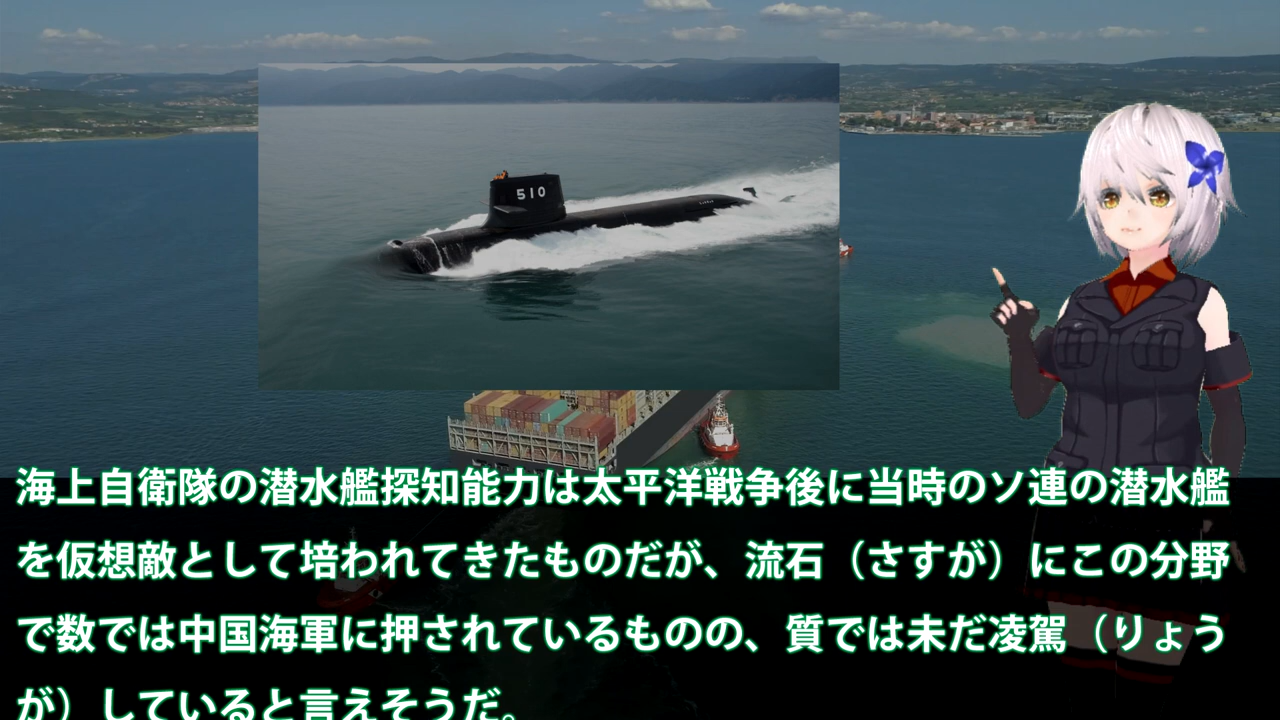 510
海上自衛隊の潜水艦探知能力は太平洋戦争後に当時のソ連の潜水艦
を仮想敵として培われてきたものだが、流石（さすが）にこの分野
で数では中国海軍に押されているものの、質では未だ凌駕（りょう
が）していると言えそうだ。